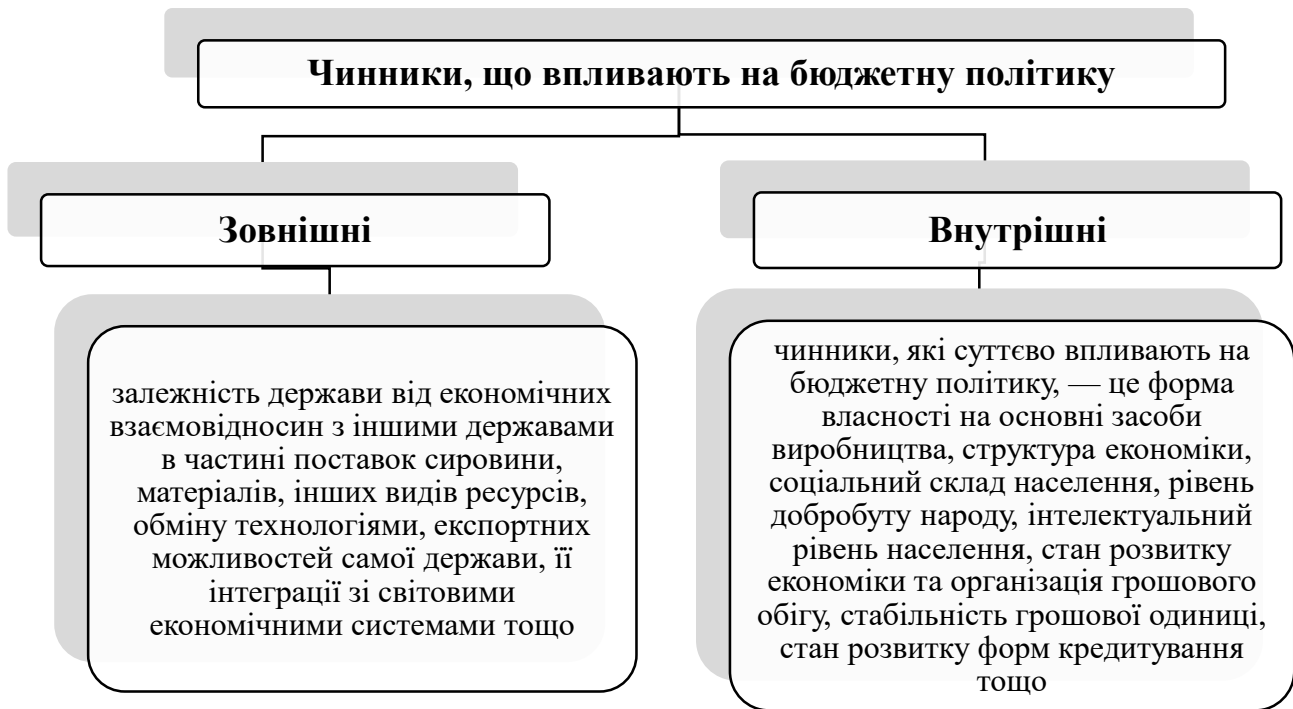 Чинники, що впливають на бюджетну політику
Зовнішні
залежність держави від економічних
взаємовідносин з іншими державами
в частині поставок сировини,
матеріалів, інших видів ресурсів,
обміну технологіями, експортних
можливостей самої держави, її
інтеграції зі світовими
економічними системами тощо
Внутрішні
чинники, які суттєво впливають на
бюджетну політику, — це форма
власності на основні засоби
виробництва, структура економіки,
соціальний склад населення, рівень
добробуту народу, інтелектуальний
рівень населення, стан розвитку
економіки та організація грошового
обігу, стабільність грошової одиниці,
стан розвитку форм кредитування
тощо